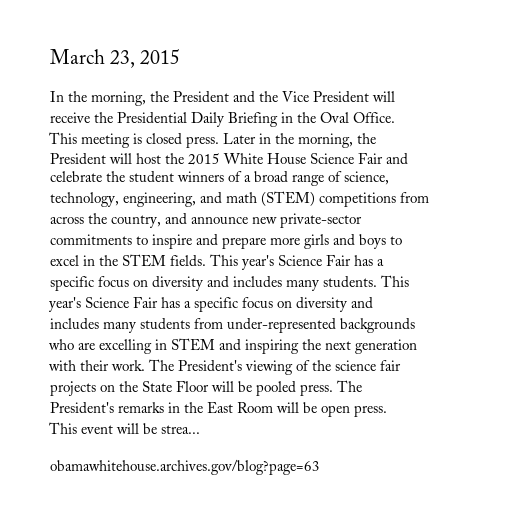 March 23, 2015
In the morning, the President and the Vice President will
receive the Presidential Daily Briefing in the Oval Office.
This meeting is closed press. Later in the morning, the
President will host the 2015 White House Science Fair and
celebrate the student winners of a broad range of science,
technology, engineering, and math (STEM) competitions from
across the country, and announce new private-sector
commitments to inspire and prepare more girls and boys to
excel in the STEM fields. This year's Science Fair has a
specific focus on diversity and includes many students. This
year's Science Fair has a specific focus on diversity and
includes many students from under-represented backgrounds
who are excelling in STEM and inspiring the next generation
with their work. The President's viewing of the science fair
projects on the State Floor will be pooled press. The
President's remarks in the East Room will be open press.
This event will be strea...
obamawhitehouse.archives.gov/blog?page=63